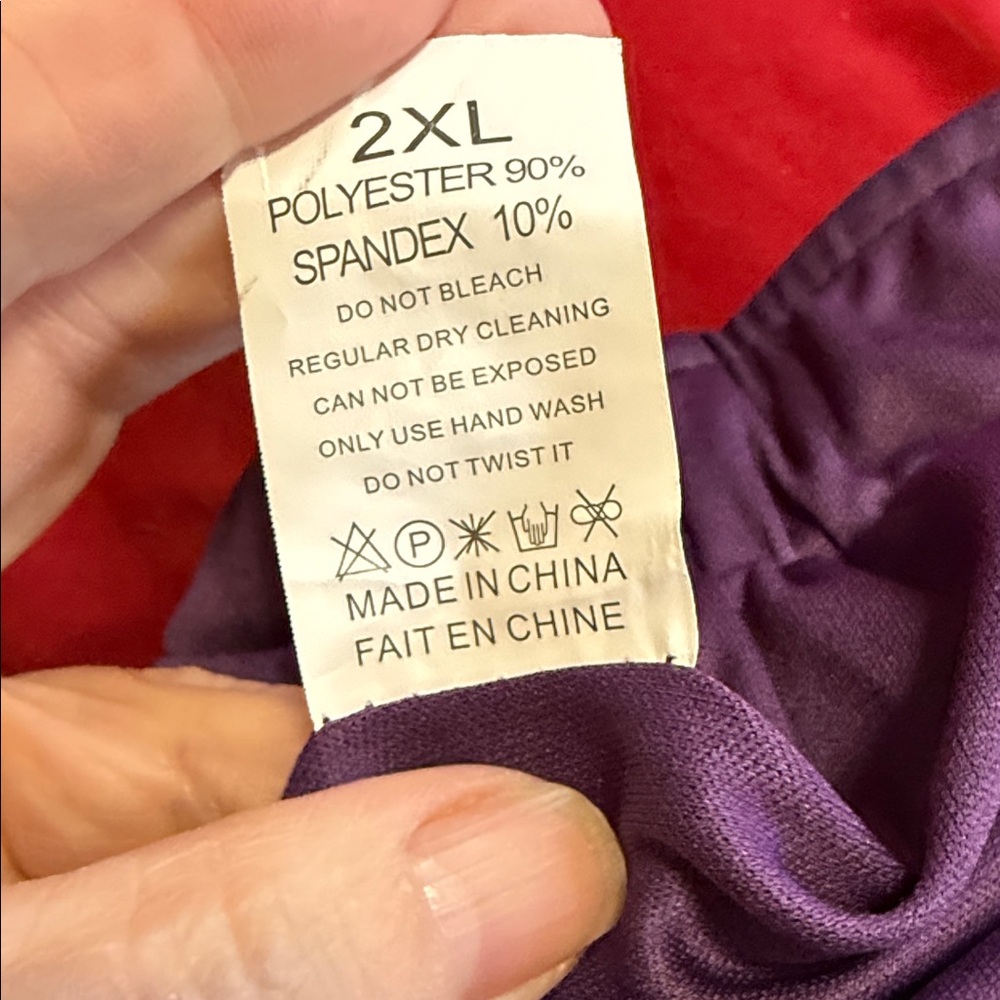 2XL
POLYESTER 90%
SPANDEX 10%
DO NOT BLEACH
REGULAR DRY CLEANING
CAN NOT BE EXPOSED
ONLY USE HAND WASH
DO NOT TWIST IT
P
MADE IN CHINA
FAIT EN CHINE